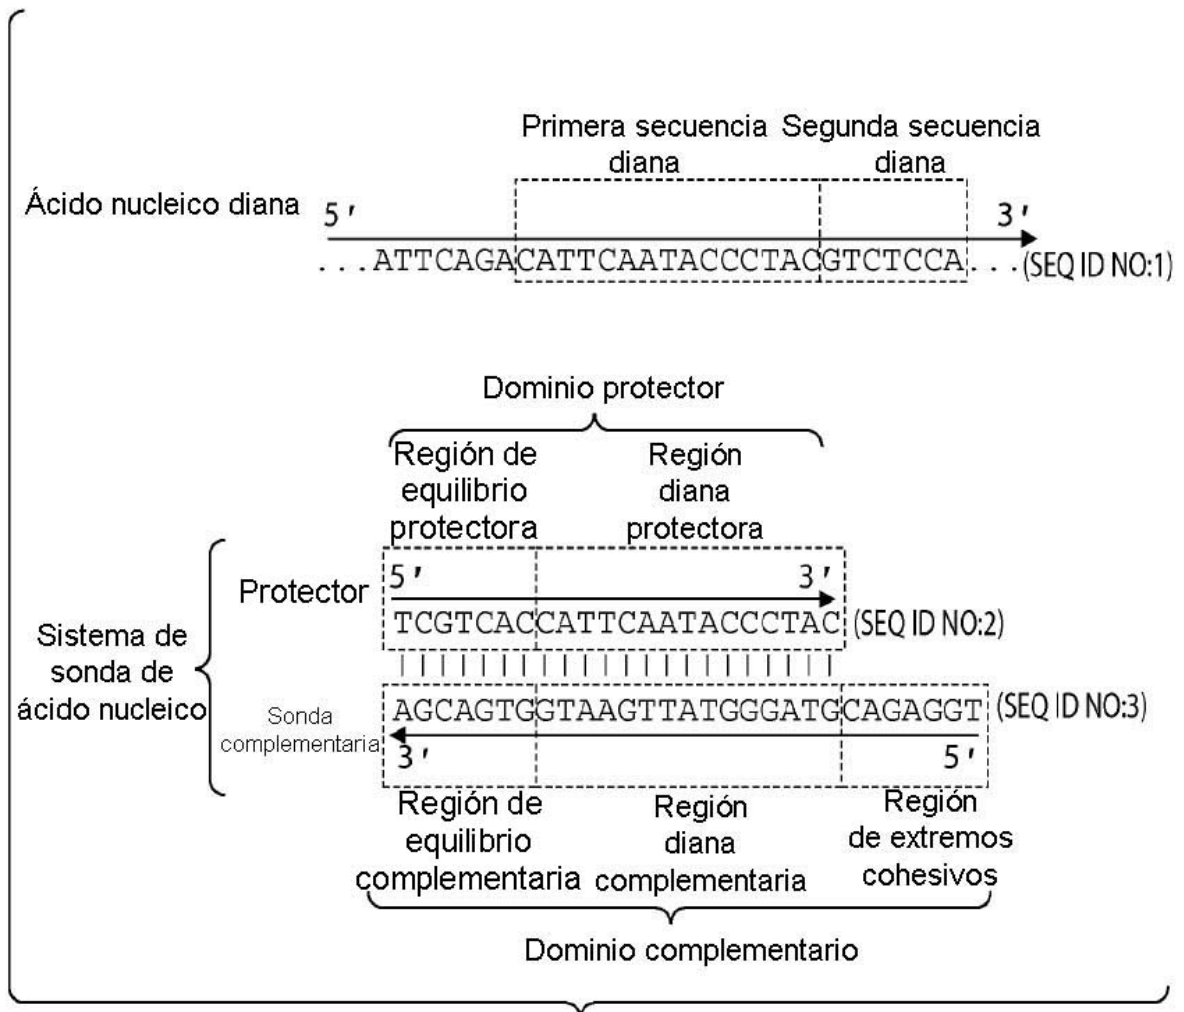 Primera secuencia diana
Segunda secuencia diana
Ácido nucleico diana
5' 3'
...ATTCAGACATTCAATACCCTACGTCTCCA...(SEQ ID NO:1)
Dominio protector
Región de equilibrio protectora
Región diana protectora
Protector
5' 3'
TCGTCACCATTCAATACCCTAC (SEQ ID NO:2)
Sistema de sonda de ácido nucleico
Sonda complementaria
AGCAGTGGTAAGTTATGGGATGCAGAGGT (SEQ ID NO:3)
3' 5'
Región de equilibrio complementaria
Región diana complementaria
Región de extremos cohesivos
Dominio complementario